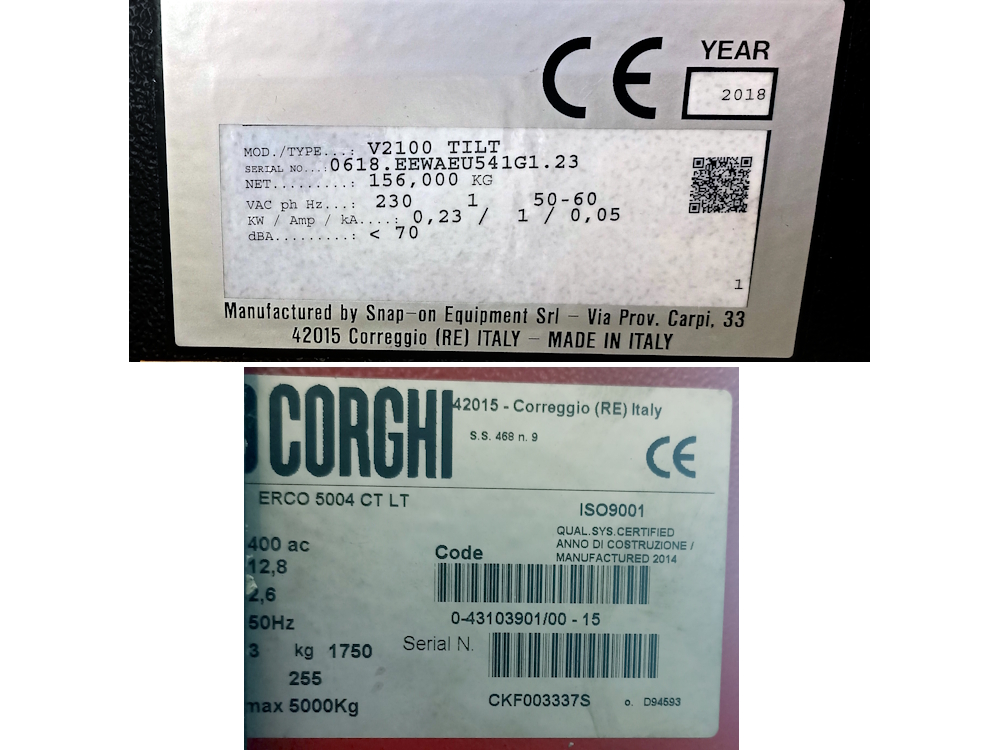 CE YEAR
2018
MOD./TYPE...: V2100 TILT
SERIAL NO...:0618.EEWAEU541G1.23
NET.........: 156,000 KG
VAC ph Hz...: 230 1 50-60
KW / Amp / kA....: 0,23 / 1 / 0,05
dBA.........: < 70
1
Manufactured by Snap-on Equipment Srl - Via Prov. Carpi, 33
42015 Correggio (RE) ITALY - MADE IN ITALY
CORGHI 42015 - Correggio (RE) Italy
S.S. 468 n. 9
CE
ERCO 5004 CT LT
ISO9001
QUAL.SYS.CERTIFIED
ANNO DI COSTRUZIONE /
MANUFACTURED 2014
400 ac
Code
12,8
2,6
0-43103901/00 - 15
50Hz
3 kg 1750
Serial N.
255
CKF003337S o. D94593
max 5000Kg